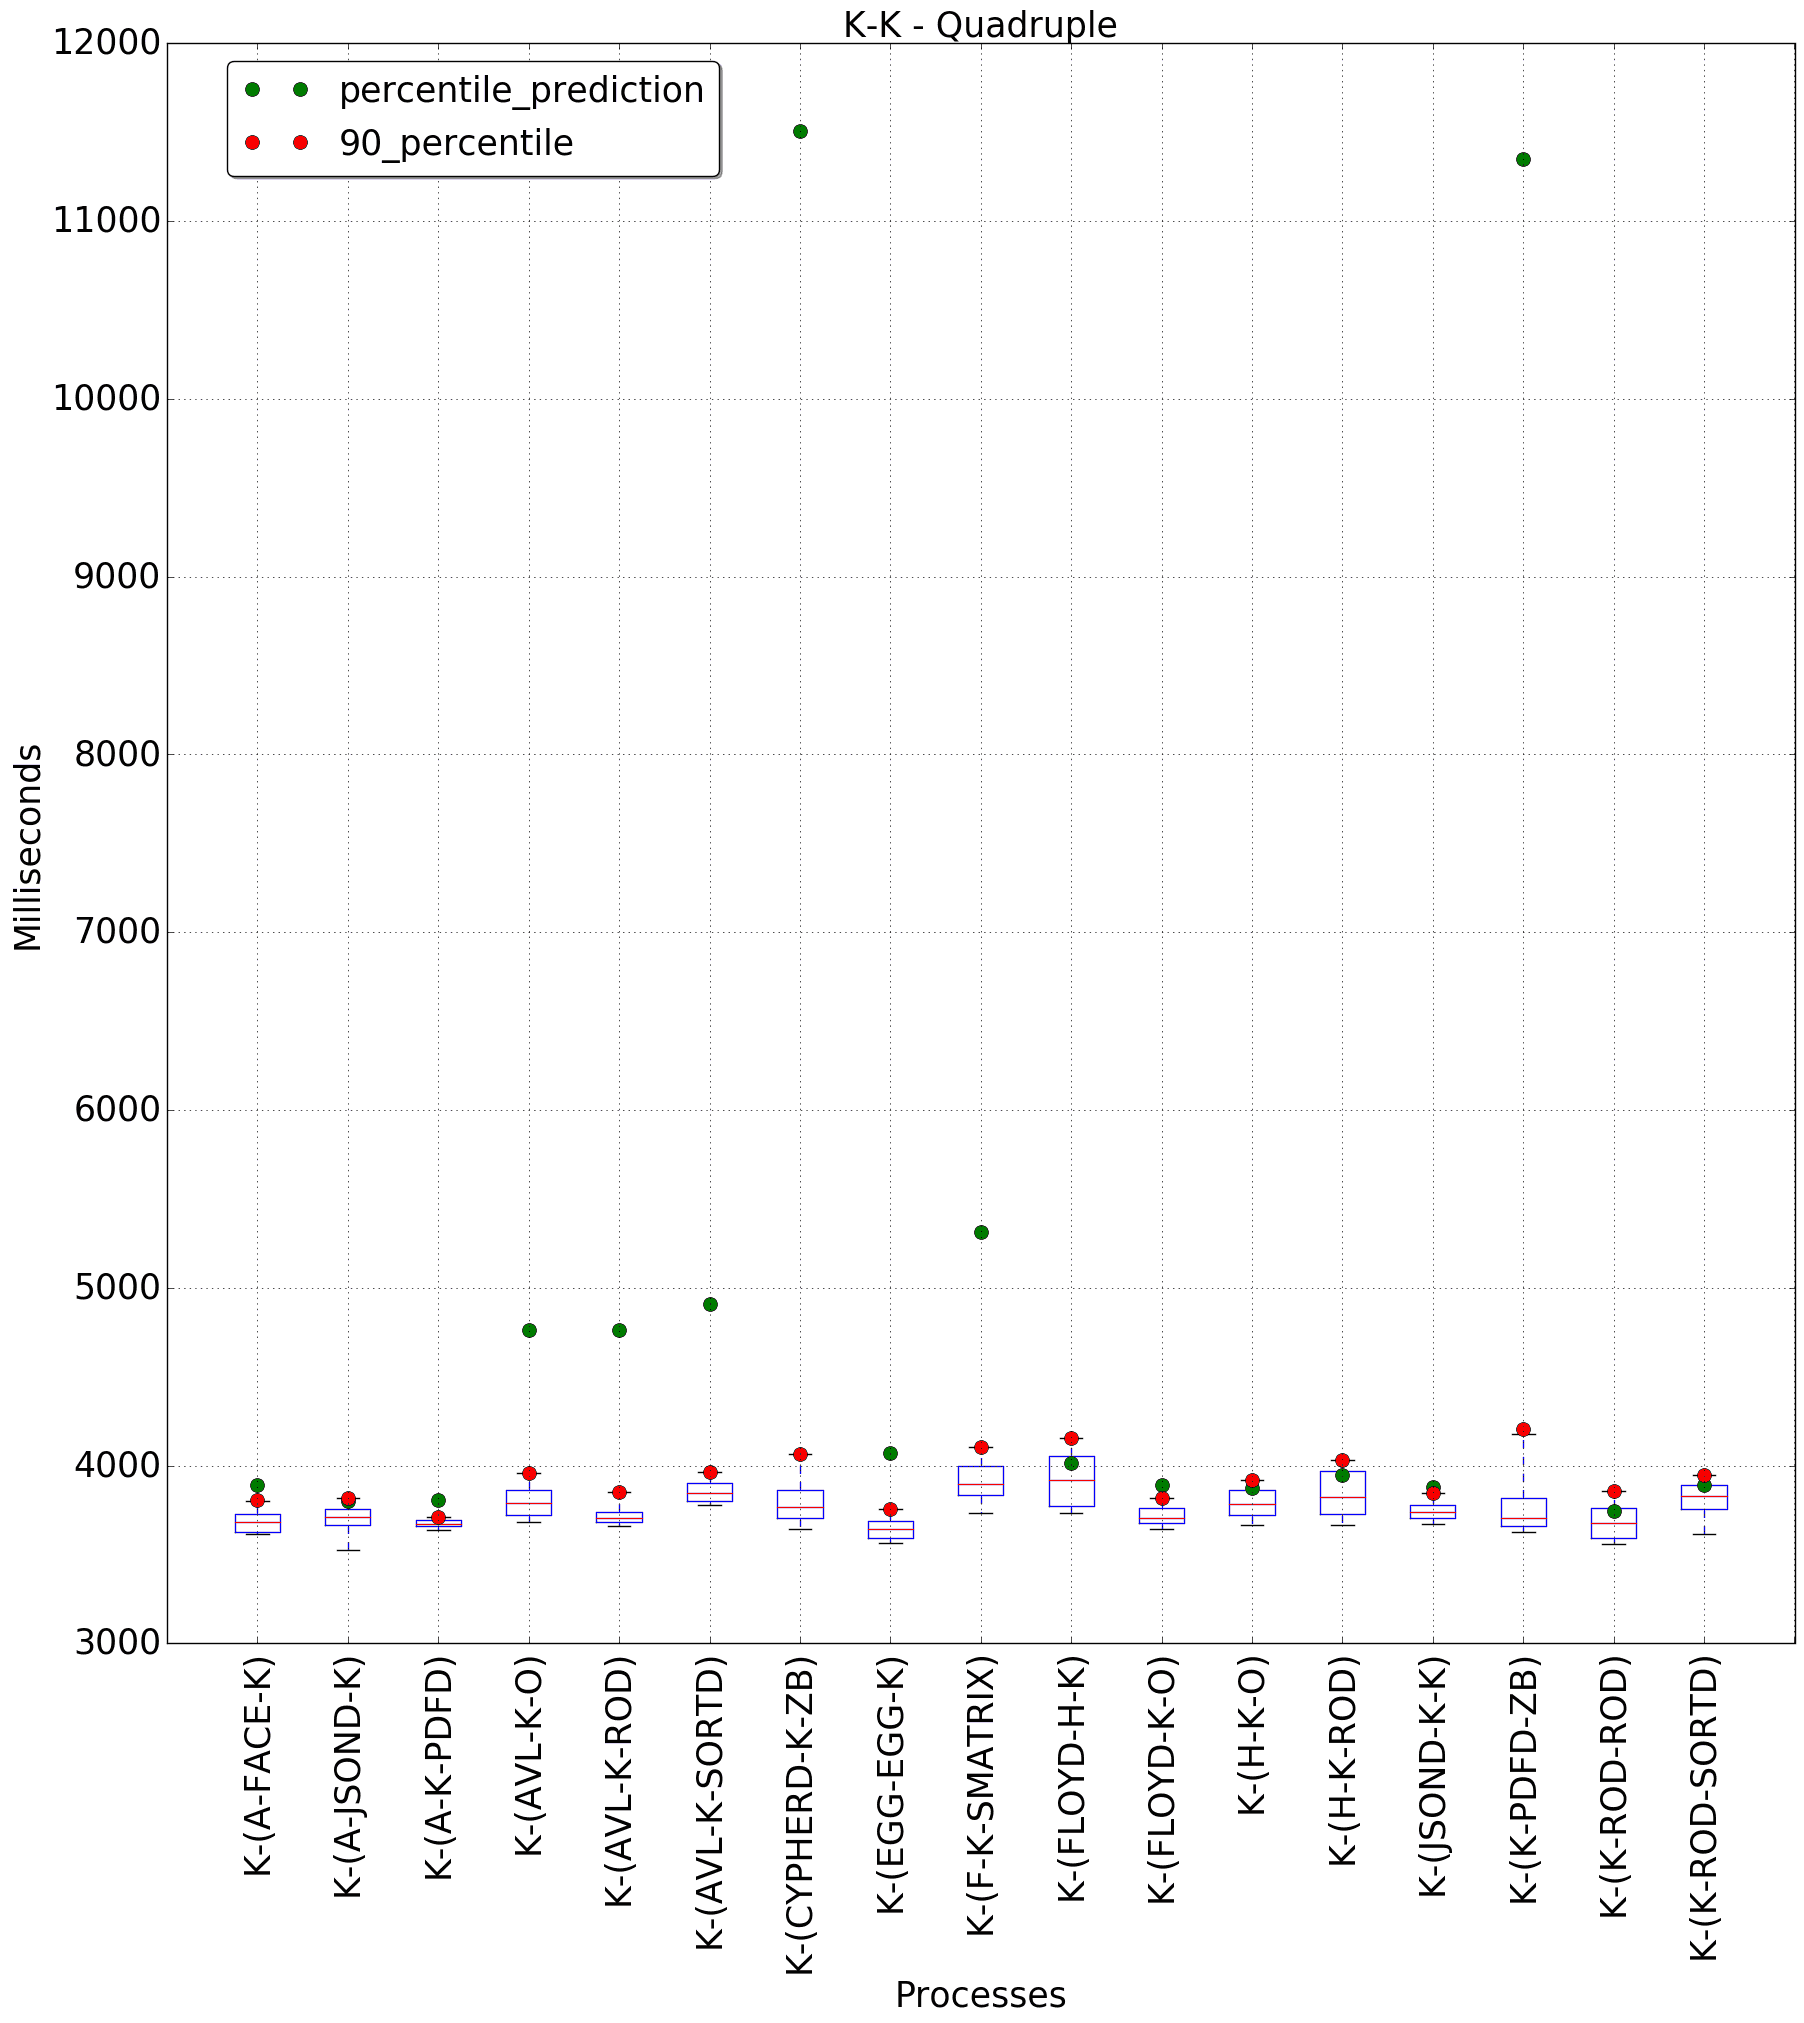 K-K - Quadruple
percentile_prediction
90_percentile
12000
11000
10000
9000
8000
7000
6000
5000
4000
3000
Milliseconds
K-(A-FACE-K)
K-(A-JSOND-K)
K-(A-K-PDFD)
K-(AVL-K-O)
K-(AVL-K-ROD)
K-(AVL-K-SORTD)
K-(CYPHERD-K-ZB)
K-(EGG-EGG-K)
K-(F-K-SMATRIX)
K-(FLOYD-H-K)
K-(FLOYD-K-O)
K-(H-K-O)
K-(H-K-ROD)
K-(JSOND-K-K)
K-(K-PDFD-ZB)
K-(K-ROD-ROD)
K-(K-ROD-SORTD)
Processes